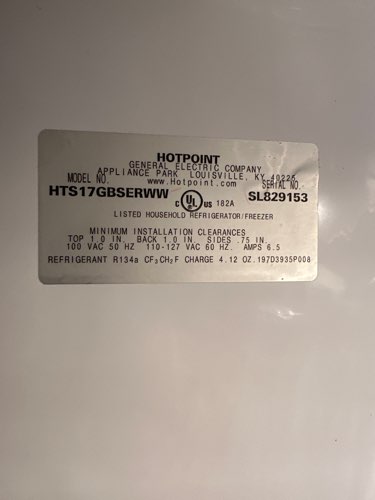 HOTPOINT
GENERAL ELECTRIC COMPANY
APPLIANCE PARK LOUISVILLE, KY 40225
MODEL NO. www.Hotpoint.com SERIAL NO.
HTS17GBSERWW c UL us 182A SL829153
LISTED HOUSEHOLD REFRIGERATOR/FREEZER
MINIMUM INSTALLATION CLEARANCES
TOP 1.0 IN. BACK 1.0 IN. SIDES .75 IN.
100 VAC 50 HZ 110-127 VAC 60 HZ. AMPS 6.5
REFRIGERANT R134a CF₃CH₂F CHARGE 4.12 OZ.197D3935P008